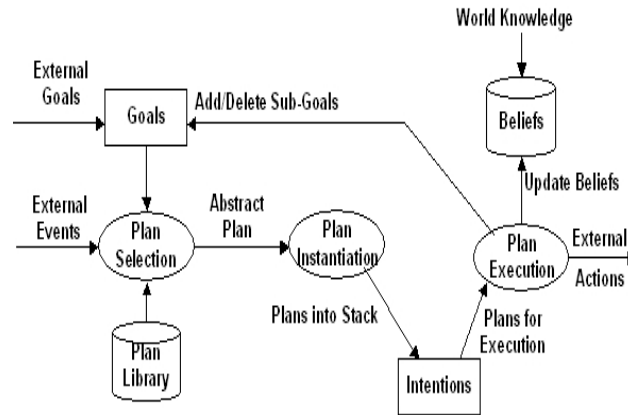 World Knowledge
External
Goals
Goals
Add/Delete Sub-Goals
Beliefs
Update Beliefs
External
Events
Plan
Selection
Abstract
Plan
Plan
Instantiation
Plan
Execution
External
Actions
Plans into Stack
Plans for
Execution
Plan
Library
Intentions